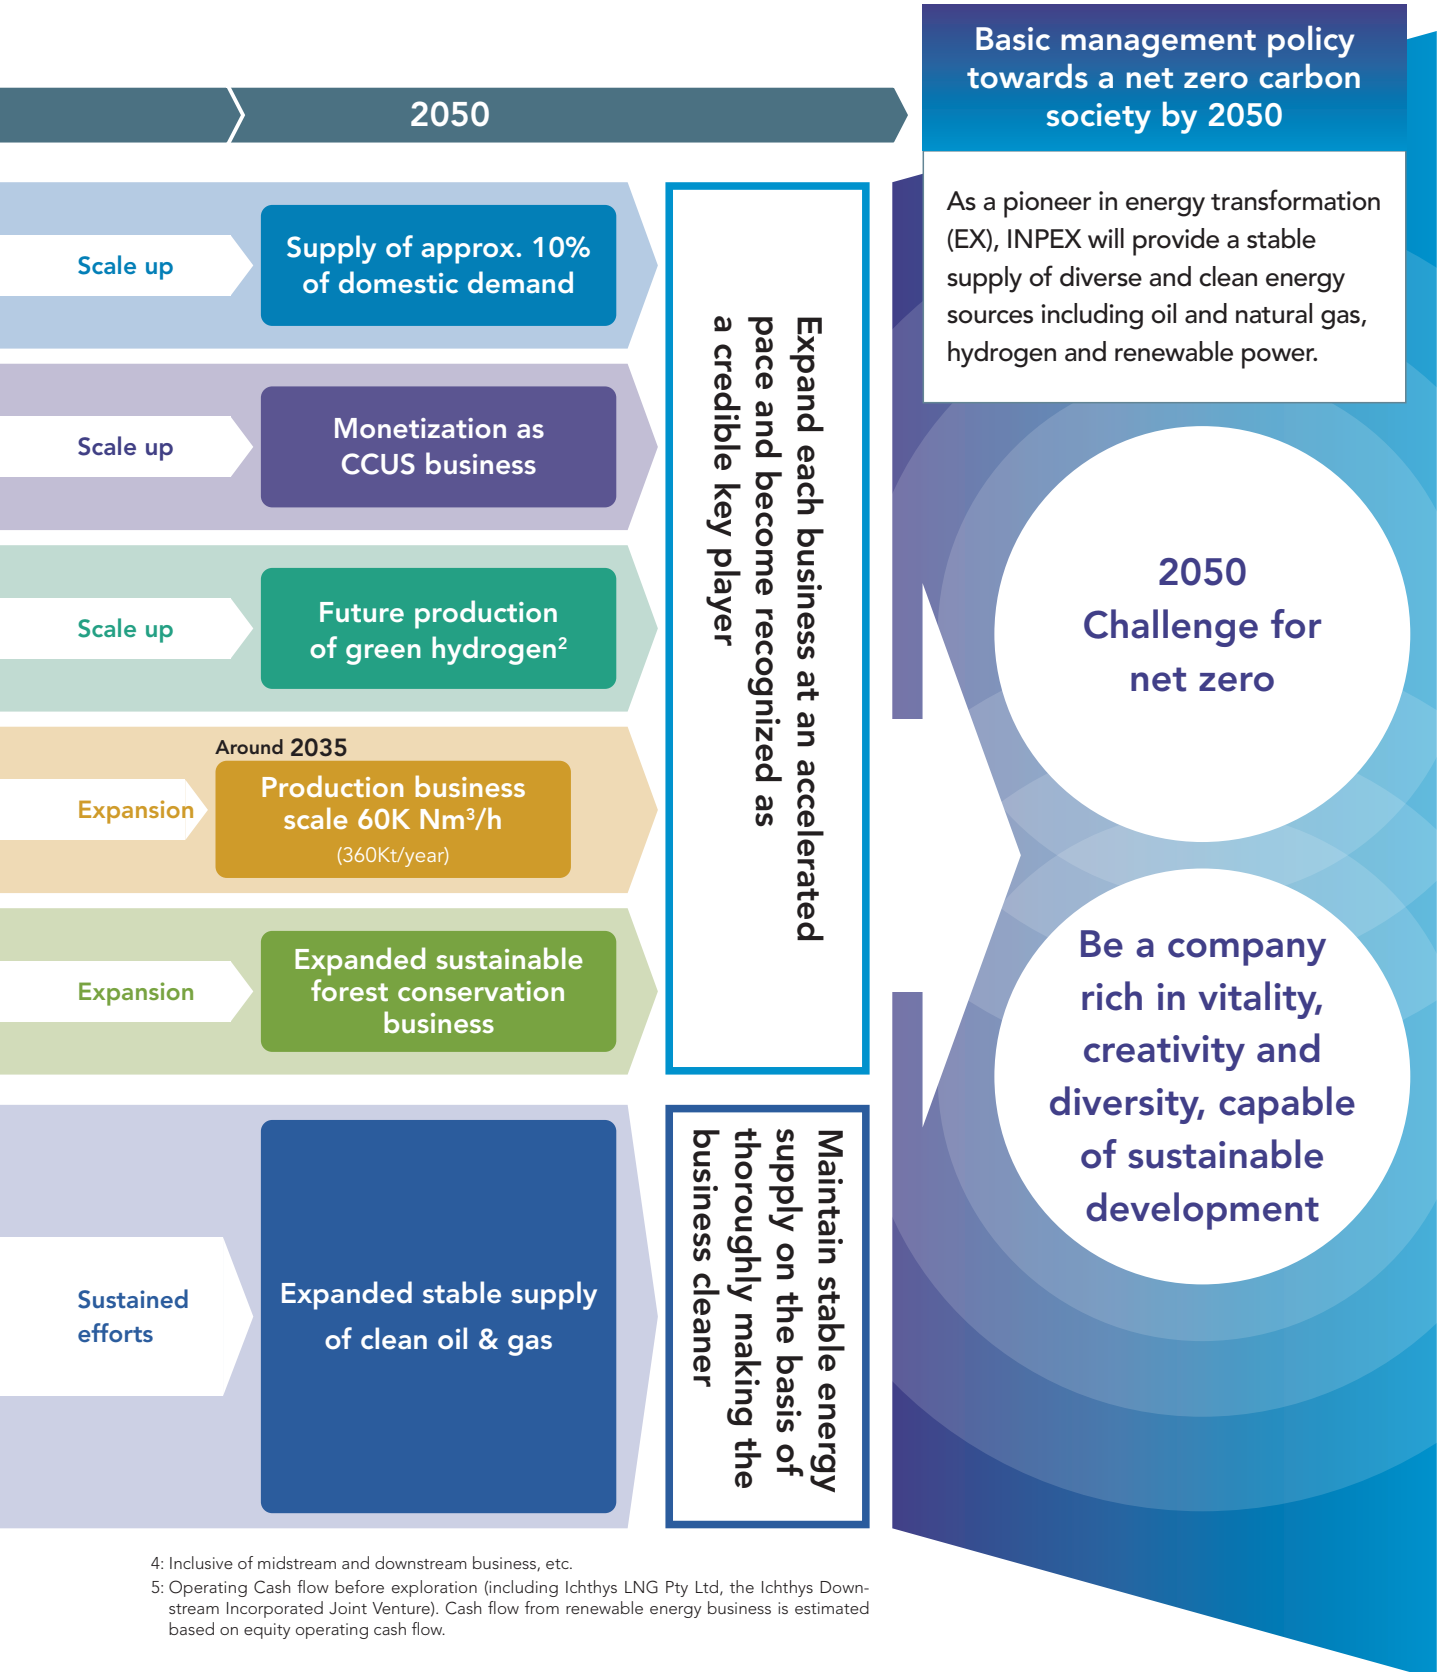 2050
Scale up
Supply of approx. 10%
of domestic demand
Scale up
Monetization as
CCUS business
Scale up
Future production
of green hydrogen²
Around 2035
Expansion
Production business
scale 60K Nm³/h
(360Kt/year)
Expansion
Expanded sustainable
forest conservation
business
Sustained
efforts
Expanded stable supply
of clean oil & gas
Expand each business at an accelerated
pace and become recognized as
a credible key player
Maintain stable energy
supply on the basis of
thoroughly making the
business cleaner
Basic management policy
towards a net zero carbon
society by 2050
As a pioneer in energy transformation
(EX), INPEX will provide a stable
supply of diverse and clean energy
sources including oil and natural gas,
hydrogen and renewable power.
2050
Challenge for
net zero
Be a company
rich in vitality,
creativity and
diversity, capable
of sustainable
development
4: Inclusive of midstream and downstream business, etc.
5: Operating Cash flow before exploration (including Ichthys LNG Pty Ltd, the Ichthys Down-
stream Incorporated Joint Venture). Cash flow from renewable energy business is estimated
based on equity operating cash flow.